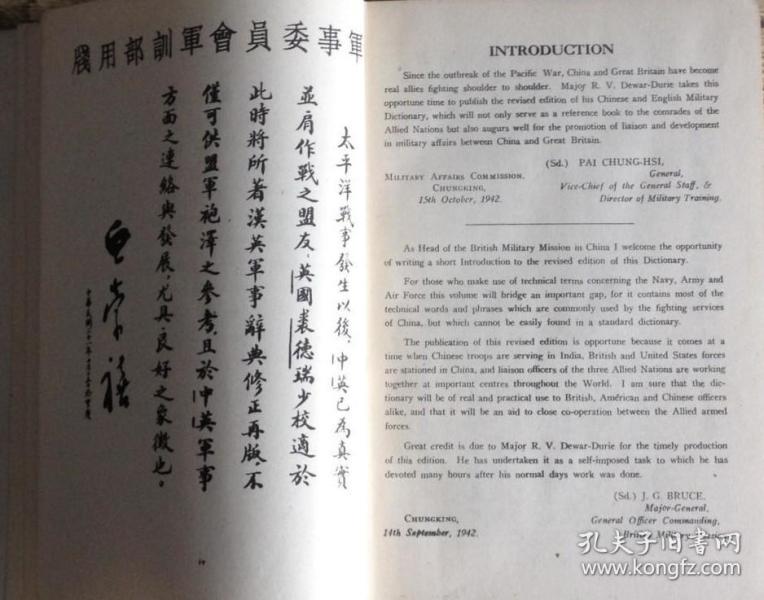 軍事委員會軍訓部用牋
太平洋戰事發生以後，中英已為真實
並肩作戰之盟友，英國裘德瑞少校適於
此時將所著漢英軍事辭典修正再版，不
僅可供盟軍袍澤之參考，且於中英軍事
方面之連絡與發展，尤具良好之象徵也。
白崇禧
中華民國三十一年十月
iv
INTRODUCTION
Since the outbreak of the Pacific War, China and Great Britain have become
real allies fighting shoulder to shoulder. Major R. V. Dewar-Durie takes this
opportune time to publish the revised edition of his Chinese and English Military
Dictionary, which will not only serve as a reference book to the comrades of the
Allied Nations but also augurs well for the promotion of liaison and development
in military affairs between China and Great Britain.
(Sd.) PAI CHUNG-HSI,
General,
Vice-Chief of the General Staff, &
Director of Military Training.
MILITARY AFFAIRS COMMISSION,
CHUNGKING,
15th October, 1942.
As Head of the British Military Mission in China I welcome the opportunity
of writing a short Introduction to the revised edition of this Dictionary.
For those who make use of technical terms concerning the Navy, Army and
Air Force this volume will bridge an important gap, for it contains most of the
technical words and phrases which are commonly used by the fighting services
of China, but which cannot be easily found in a standard dictionary.
The publication of this revised edition is opportune because it comes at a
time when Chinese troops are serving in India, British and United States forces
are stationed in China, and liaison officers of the three Allied Nations are working
together at important centres throughout the World. I am sure that the dic-
tionary will be of real and practical use to British, American and Chinese officers
alike, and that it will be an aid to close co-operation between the Allied armed
forces.
Great credit is due to Major R. V. Dewar-Durie for the timely production
of this edition. He has undertaken it as a self-imposed task to which he has
devoted many hours after his normal days work was done.
(Sd.) J. G. BRUCE,
Major-General,
General Officer Commanding,
British Military
CHUNGKING,
14th September, 1942.
孔夫子旧书网
www.kongfz.com